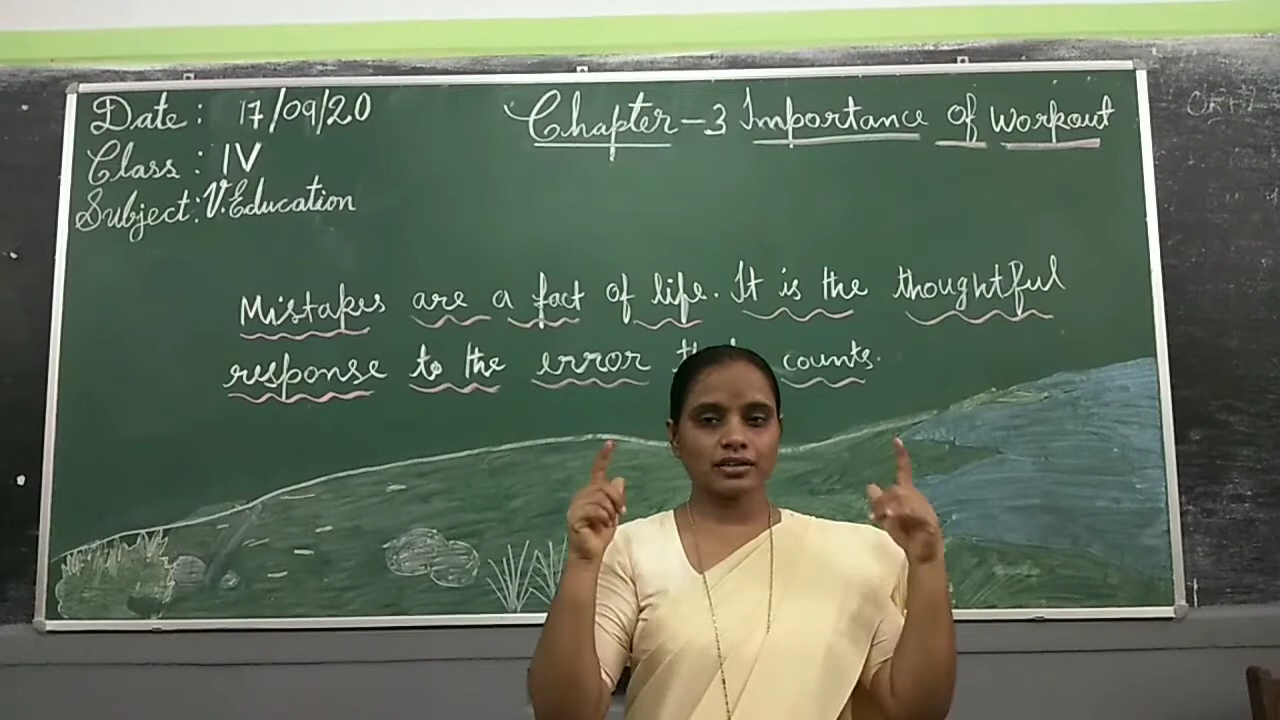 Date: 17/09/20
Chapter-3 Importance of Workout
Class: IV
Subject: V.Education
Mistakes are a fact of life. It is the thoughtful
response to the error counts.